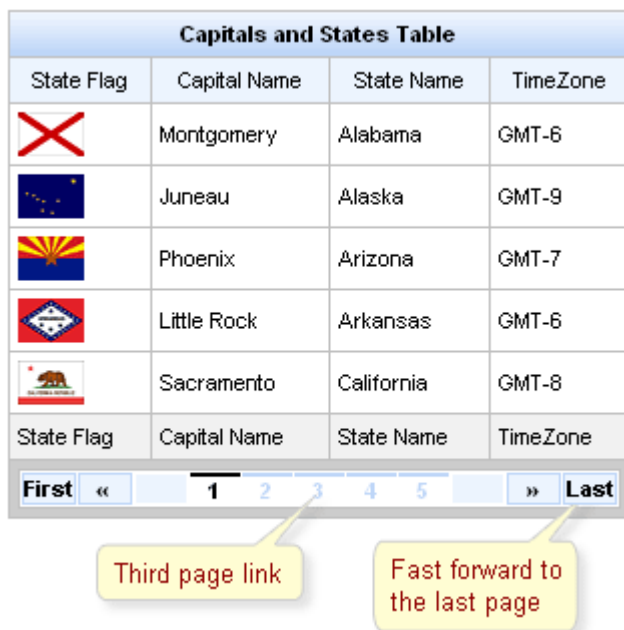 Capitals and States Table
State Flag Capital Name State Name TimeZone
Montgomery Alabama GMT-6
Juneau Alaska GMT-9
Phoenix Arizona GMT-7
Little Rock Arkansas GMT-6
Sacramento California GMT-8
State Flag Capital Name State Name TimeZone
First « 1 2 3 4 5 » Last
Third page link
Fast forward to
the last page